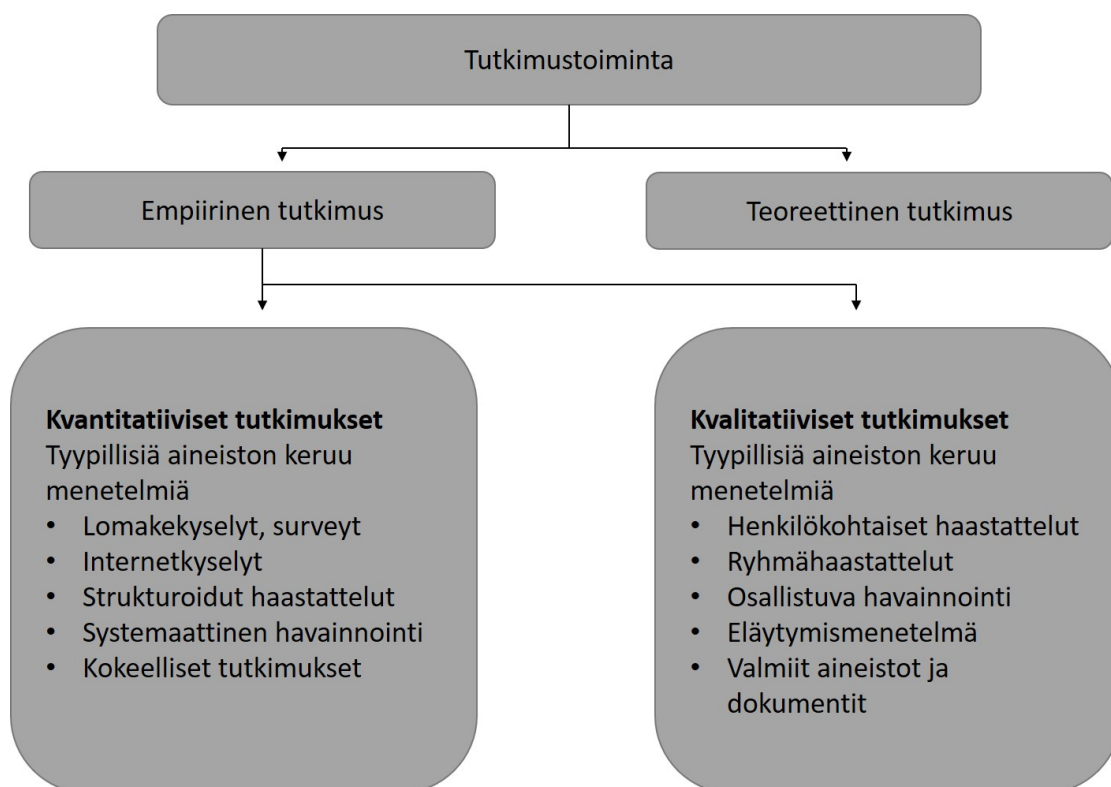 Tutkimustoiminta
Empiirinen tutkimus
Teoreettinen tutkimus
Kvantitatiiviset tutkimukset
Tyypillisiä aineiston keruu
menetelmiä
• Lomakekyselyt, surveyt
• Internetkyselyt
• Strukturoidut haastattelut
• Systemaattinen havainnointi
• Kokeelliset tutkimukset
Kvalitatiiviset tutkimukset
Tyypillisiä aineiston keruu
menetelmiä
• Henkilökohtaiset haastattelut
• Ryhmähaastattelut
• Osallistuva havainnointi
• Eläytymismenetelmä
• Valmiit aineistot ja
dokumentit